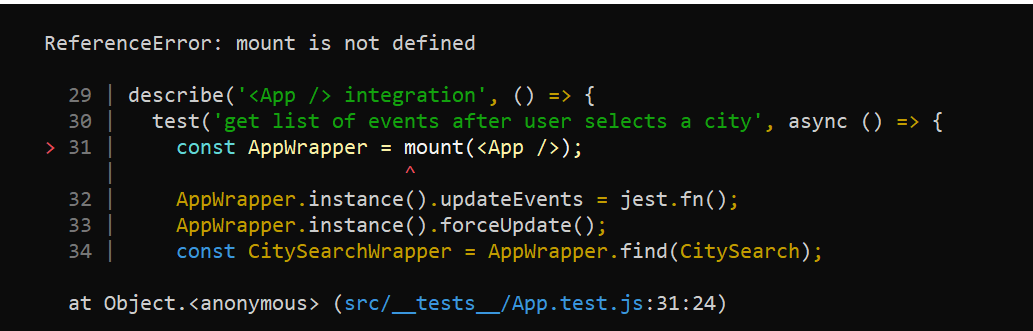 ReferenceError: mount is not defined
29 | describe('<App /> integration', () => {
30 |   test('get list of events after user selects a city', async () => {
> 31 |     const AppWrapper = mount(<App />);
|                        ^
32 |     AppWrapper.instance().updateEvents = jest.fn();
33 |     AppWrapper.instance().forceUpdate();
34 |     const CitySearchWrapper = AppWrapper.find(CitySearch);
at Object.<anonymous> (src/__tests__/App.test.js:31:24)